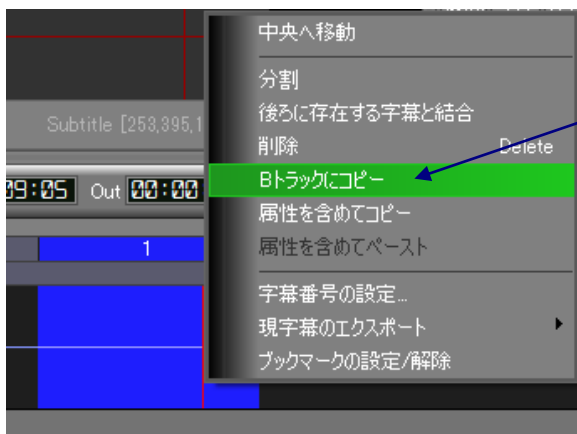 中央へ移動
分割
後ろに存在する字幕と結合
Subtitle [253,395,1
削除 Delete
Bトラックにコピー
09:05 Out 00:00
属性を含めてコピー
1
属性を含めてペースト
字幕番号の設定...
現字幕のエクスポート
ブックマークの設定/解除